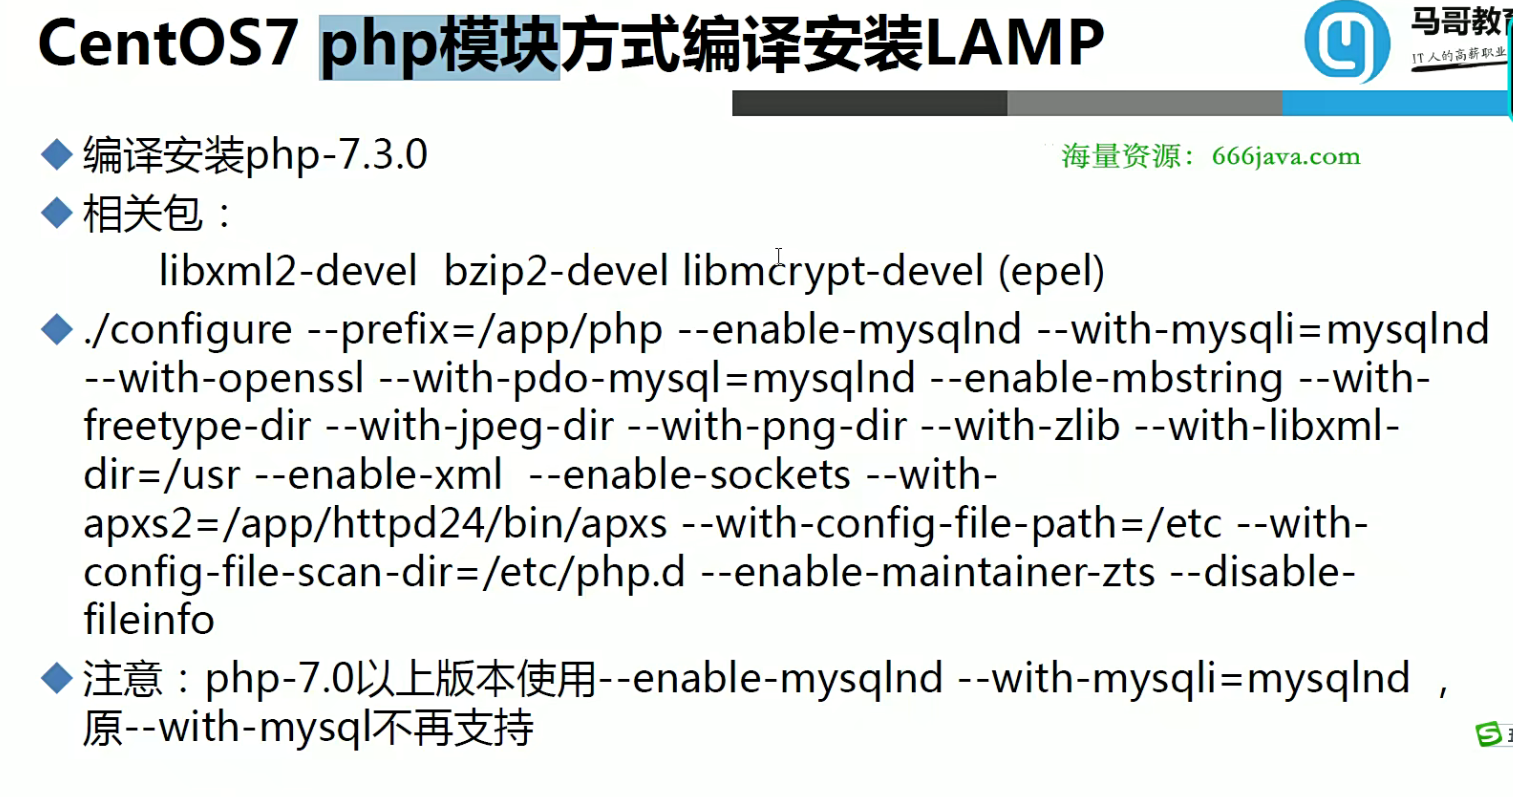 CentOS7 php模块方式编译安装LAMP
马哥教育
IT人的高薪职业
编译安装php-7.3.0
海量资源：666java.com
相关包：
libxml2-devel bzip2-devel libmcrypt-devel (epel)
./configure --prefix=/app/php --enable-mysqlnd --with-mysqli=mysqlnd
--with-openssl --with-pdo-mysql=mysqlnd --enable-mbstring --with-
freetype-dir --with-jpeg-dir --with-png-dir --with-zlib --with-libxml-
dir=/usr --enable-xml --enable-sockets --with-
apxs2=/app/httpd24/bin/apxs --with-config-file-path=/etc --with-
config-file-scan-dir=/etc/php.d --enable-maintainer-zts --disable-
fileinfo
注意：php-7.0以上版本使用--enable-mysqlnd --with-mysqli=mysqlnd ，
原--with-mysql不再支持